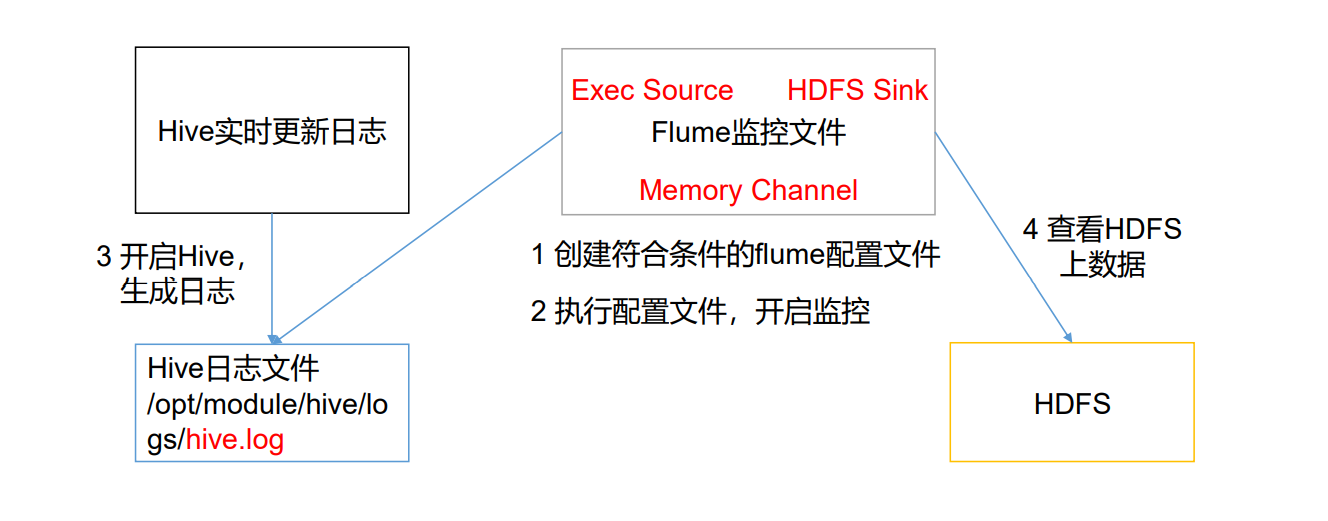 Hive实时更新日志
Exec Source
HDFS Sink
Flume监控文件
Memory Channel
3 开启Hive，
生成日志
1 创建符合条件的flume配置文件
2 执行配置文件，开启监控
4 查看HDFS
上数据
Hive日志文件
/opt/module/hive/lo
gs/hive.log
HDFS